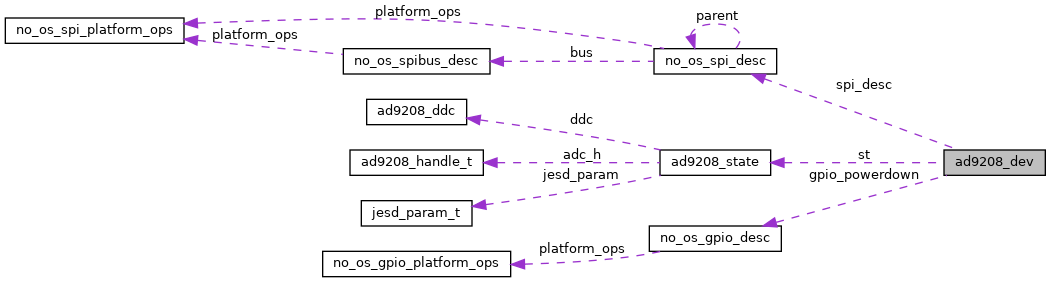 platform_ops
parent
no_os_spi_platform_ops
platform_ops
bus
no_os_spibus_desc
no_os_spi_desc
spi_desc
ad9208_ddc
ddc
ad9208_handle_t
adc_h
ad9208_state
st
ad9208_dev
jesd_param
gpio_powerdown
jesd_param_t
no_os_gpio_desc
platform_ops
no_os_gpio_platform_ops